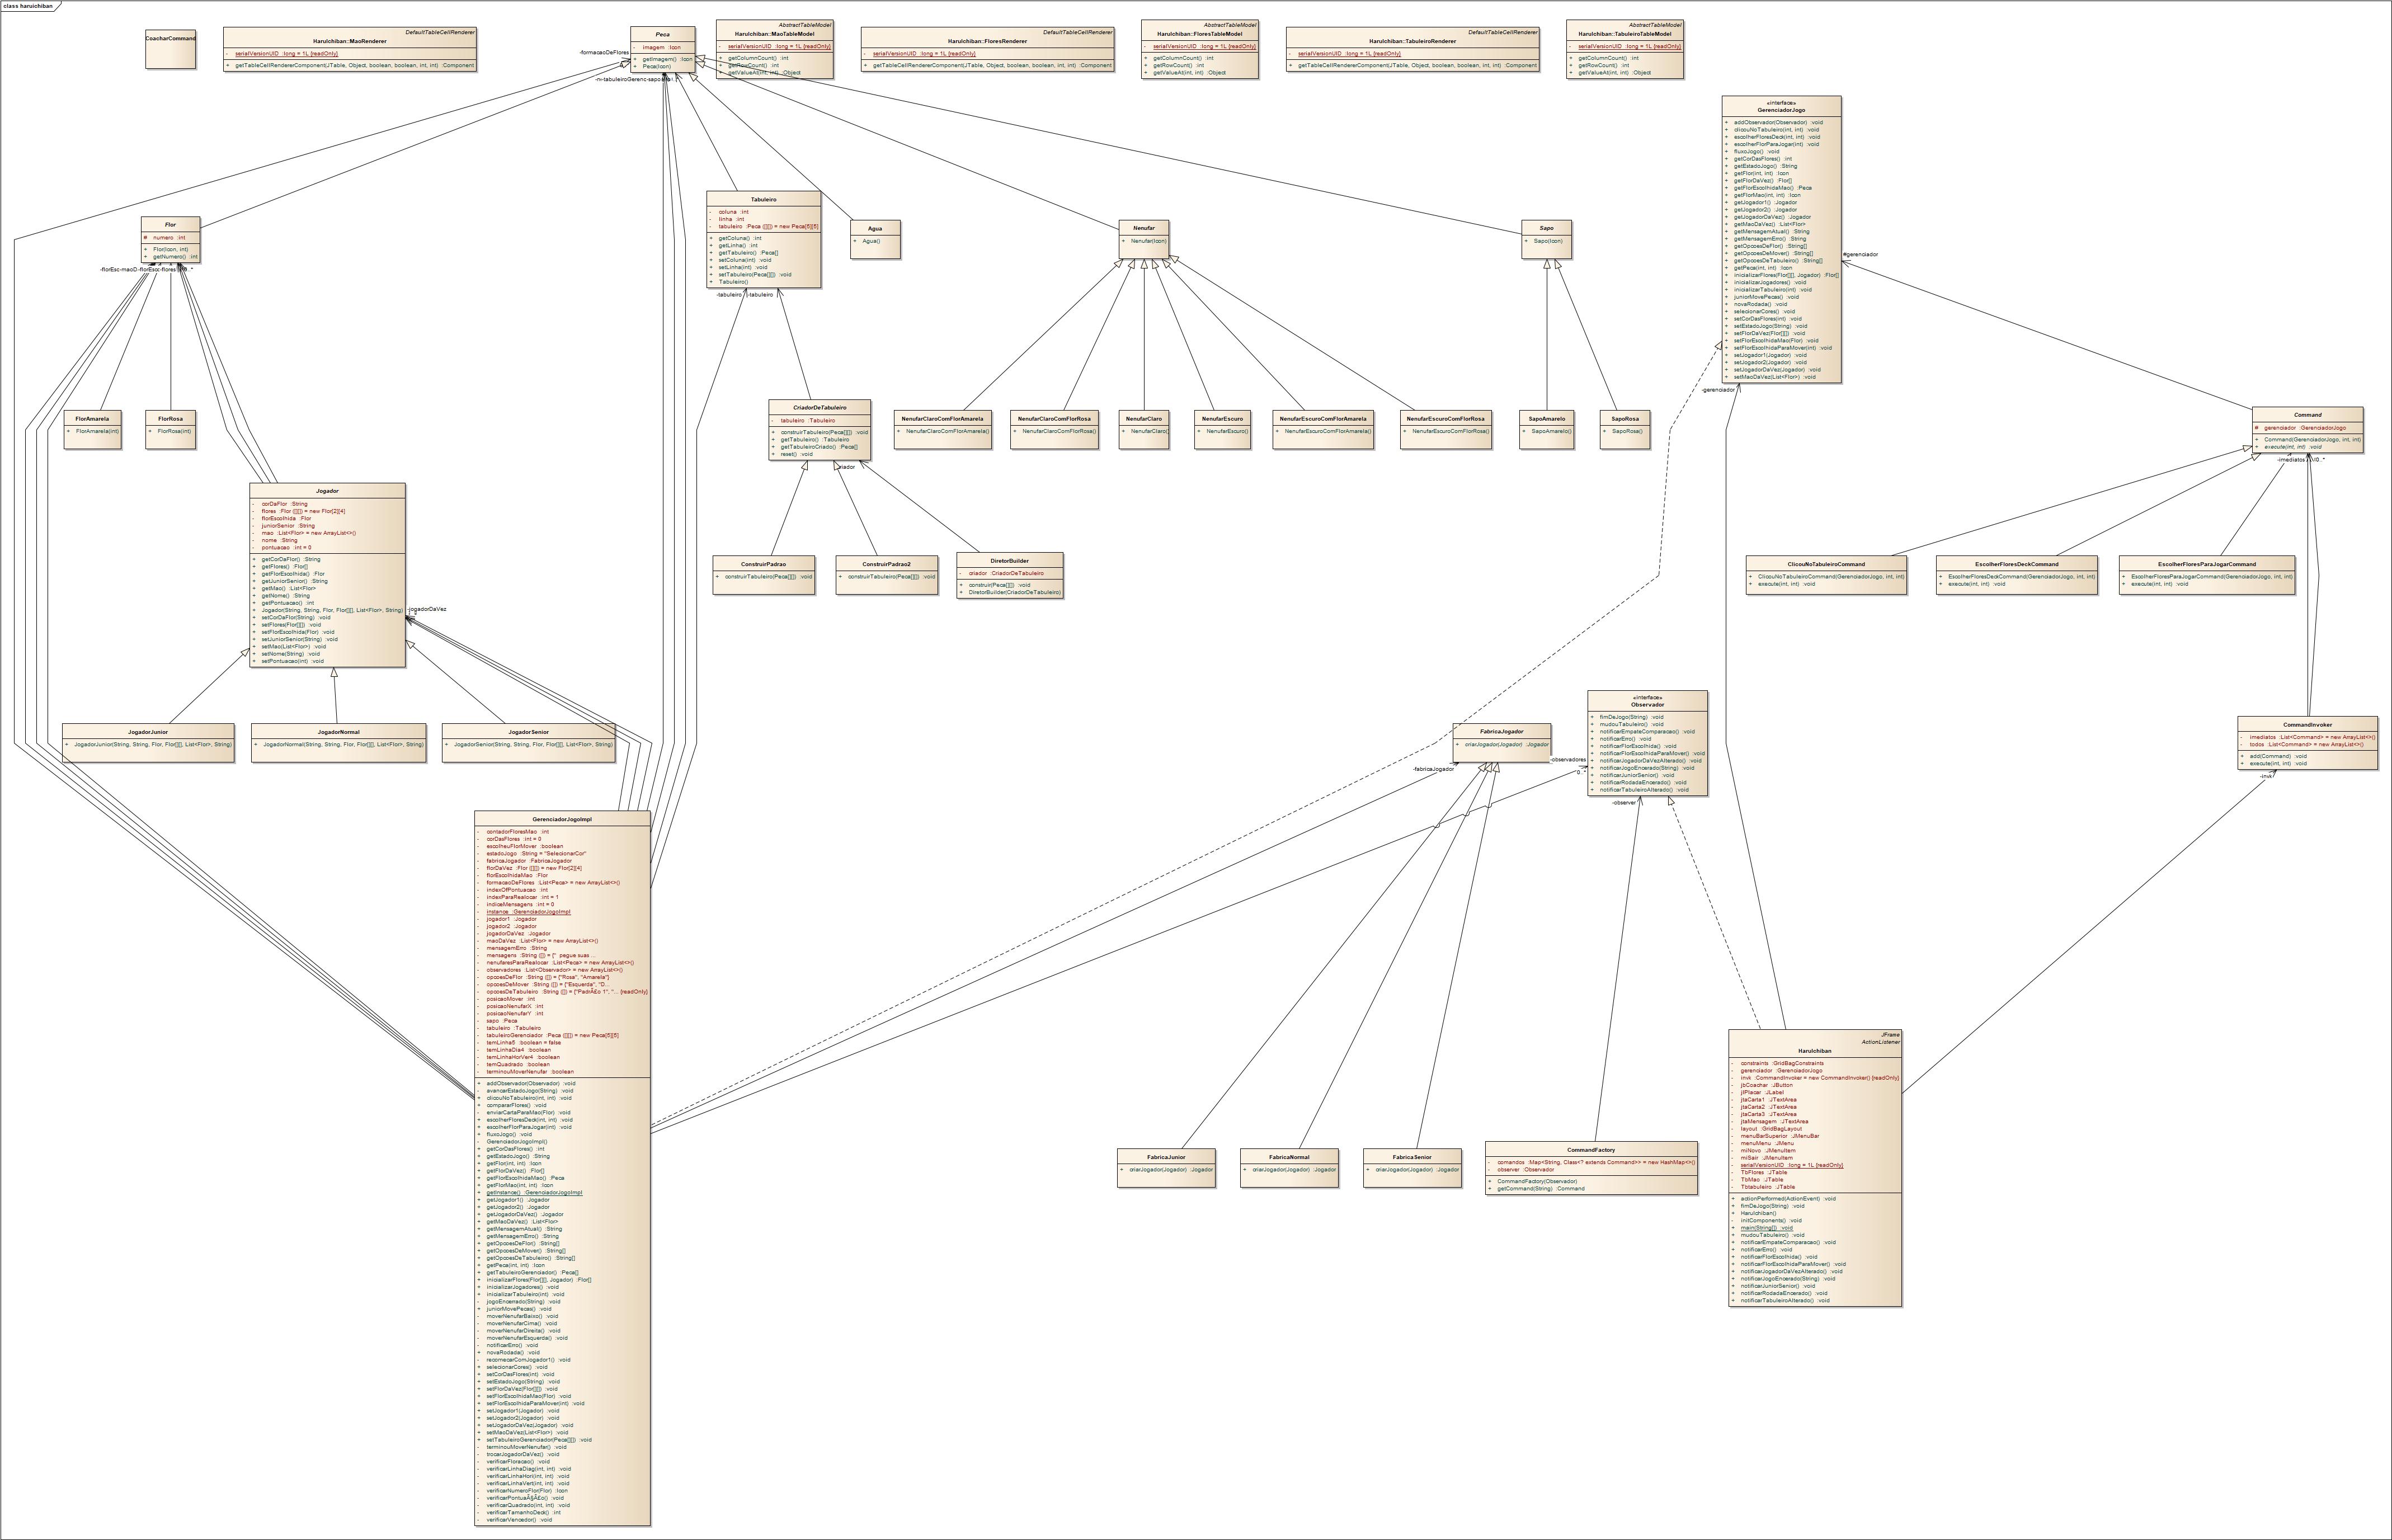 class haruichiban
CoacharCommand
DefaultTableCellRenderer
HaruIchiban::MaoRenderer
- serialVersionUID :long = 1L {readOnly}
+ getTableCellRendererComponent(JTable, Object, boolean, boolean, int, int) :Component
Peca
- imagem :Icon
+ getImagem() :Icon
+ Peca(Icon)
AbstractTableModel
HaruIchiban::MaoTableModel
- serialVersionUID :long = 1L {readOnly}
+ getColumnCount() :int
+ getRowCount() :int
+ getValueAt(int, int) :Object
DefaultTableCellRenderer
HaruIchiban::FloresRenderer
- serialVersionUID :long = 1L {readOnly}
+ getTableCellRendererComponent(JTable, Object, boolean, boolean, int, int) :Component
AbstractTableModel
HaruIchiban::FloresTableModel
- serialVersionUID :long = 1L {readOnly}
+ getColumnCount() :int
+ getRowCount() :int
+ getValueAt(int, int) :Object
DefaultTableCellRenderer
HaruIchiban::TabuleiroRenderer
- serialVersionUID :long = 1L {readOnly}
+ getTableCellRendererComponent(JTable, Object, boolean, boolean, int, int) :Component
AbstractTableModel
HaruIchiban::TabuleiroTableModel
- serialVersionUID :long = 1L {readOnly}
+ getColumnCount() :int
+ getRowCount() :int
+ getValueAt(int, int) :Object
-formacaoDeFlores
«interface»
GerenciadorJogo
+ addObservador(Observador) :void
+ clicouNoTabuleiro(int, int) :void
+ escolherFloresDeck(int, int) :void
+ escolherFlorParaJogar(int) :void
+ fluxoJogo() :void
+ getCorDasFlores() :int
+ getEstadoJogo() :String
+ getFlor(int, int) :Icon
+ getFlorDaVez() :Flor[]
+ getFlorEscolhidaMao() :Peca
+ getFlorMao(int, int) :Icon
+ getJogador1() :Jogador
+ getJogador2() :Jogador
+ getJogadorDaVez() :Jogador
+ getMaoDaVez() :List<Flor>
+ getMensagemAtual() :String
+ getMensagemErro() :String
+ getOpcoesDeFlor() :String[]
+ getOpcoesDeMover() :String[]
+ getOpcoesDeTabuleiro() :String[]
+ getPeca(int, int) :Icon
+ inicializarFlores(Flor[][], Jogador) :Flor[]
+ inicializarJogadores() :void
+ inicializarTabuleiro(int) :void
+ juniorMovePecas() :void
+ novaRodada() :void
+ selecionarCores() :void
+ setCorDasFlores(int) :void
+ setEstadoJogo(String) :void
+ setFlorDaVez(Flor[][]) :void
+ setFlorEscolhidaMao(Flor) :void
+ setFlorEscolhidaParaMover(int) :void
+ setJogador1(Jogador) :void
+ setJogador2(Jogador) :void
+ setJogadorDaVez(Jogador) :void
+ setMaoDaVez(List<Flor>) :void
#gerenciador
-gerenciador
Flor
# numero :int
+ Flor(Icon, int)
+ getNumero() :int
Tabuleiro
- coluna :int
- linha :int
- tabuleiro :Peca ([][]) = new Peca[5][5]
+ getColuna() :int
+ getLinha() :int
+ getTabuleiro() :Peca[]
+ setColuna(int) :void
+ setLinha(int) :void
+ setTabuleiro(Peca[][]) :void
+ Tabuleiro()
-tabuleiro
-tabuleiro
Agua
+ Agua()
Nenufar
+ Nenufar(Icon)
Sapo
+ Sapo(Icon)
FlorAmarela
+ FlorAmarela(int)
FlorRosa
+ FlorRosa(int)
CriadorDeTabuleiro
- tabuleiro :Tabuleiro
+ construirTabuleiro(Peca[][]) :void
+ getTabuleiro() :Tabuleiro
+ getTabuleiroCriado() :Peca[]
+ reset() :void
NenufarClaroComFlorAmarela
+ NenufarClaroComFlorAmarela()
NenufarClaroComFlorRosa
+ NenufarClaroComFlorRosa()
NenufarClaro
+ NenufarClaro()
NenufarEscuro
+ NenufarEscuro()
NenufarEscuroComFlorAmarela
+ NenufarEscuroComFlorAmarela()
NenufarEscuroComFlorRosa
+ NenufarEscuroComFlorRosa()
SapoAmarelo
+ SapoAmarelo()
SapoRosa
+ SapoRosa()
Command
# gerenciador :GerenciadorJogo
+ Command(GerenciadorJogo, int, int)
+ execute(int, int) :void
-imediatos
0..*
Jogador
- corDaFlor :String
- flores :Flor ([][]) = new Flor[2][4]
- florEscolhida :Flor
- juniorSenior :String
- mao :List<Flor> = new ArrayList<>()
- nome :String
- pontuacao :int = 0
+ getCorDaFlor() :String
+ getFlores() :Flor[]
+ getFlorEscolhida() :Flor
+ getJuniorSenior() :String
+ getMao() :List<Flor>
+ getNome() :String
+ getPontuacao() :int
+ Jogador(String, String, Flor, Flor[][], List<Flor>, String)
+ setCorDaFlor(String) :void
+ setFlores(Flor[][]) :void
+ setFlorEscolhida(Flor) :void
+ setJuniorSenior(String) :void
+ setMao(List<Flor>) :void
+ setNome(String) :void
+ setPontuacao(int) :void
-jogadorDaVez
ConstruirPadrao
+ construirTabuleiro(Peca[][]) :void
ConstruirPadrao2
+ construirTabuleiro(Peca[][]) :void
DiretorBuilder
- criador :CriadorDeTabuleiro
+ construir(Peca[][]) :void
+ DiretorBuilder(CriadorDeTabuleiro)
ClicouNoTabuleiroCommand
+ ClicouNoTabuleiroCommand(GerenciadorJogo, int, int)
+ execute(int, int) :void
EscolherFloresDeckCommand
+ EscolherFloresDeckCommand(GerenciadorJogo, int, int)
+ execute(int, int) :void
EscolherFloresParaJogarCommand
+ EscolherFloresParaJogarCommand(GerenciadorJogo, int, int)
+ execute(int, int) :void
JogadorJunior
+ JogadorJunior(String, String, Flor, Flor[][], List<Flor>, String)
JogadorNormal
+ JogadorNormal(String, String, Flor, Flor[][], List<Flor>, String)
JogadorSenior
+ JogadorSenior(String, String, Flor, Flor[][], List<Flor>, String)
FabricaJogador
+ criarJogador(Jogador) :Jogador
-fabricaJogador
«interface»
Observador
+ fimDeJogo(String) :void
+ mudouTabuleiro() :void
+ notificarEmpateComparacao() :void
+ notificarErro() :void
+ notificarFlorEscolhida() :void
+ notificarFlorEscolhidaParaMover() :void
+ notificarJogadorDaVezAlterado() :void
+ notificarJogoEncerado(String) :void
+ notificarJuniorSenior() :void
+ notificarRodadaEncerado() :void
+ notificarTabuleiroAlterado() :void
-observadores
0..*
-observer
CommandInvoker
- imediatos :List<Command> = new ArrayList<>()
- todos :List<Command> = new ArrayList<>()
+ add(Command) :void
+ execute(int, int) :void
-invk
GerenciadorJogoImpl
- contadorFloresMao :int
- corDasFlores :int = 0
- escolheuFlorMover :boolean
- estadoJogo :String = "SelecionarCor"
- fabricaJogador :FabricaJogador
- florDaVez :Flor ([][]) = new Flor[2][4]
- florEscolhidaMao :Flor
- formacaoDeFlores :List<Peca> = new ArrayList<>()
- indexOfPontuacao :int
- indexParaRealocar :int = 1
- indiceMensagens :int = 0
- instance :GerenciadorJogoImpl
- jogador1 :Jogador
- jogador2 :Jogador
- jogadorDaVez :Jogador
- maoDaVez :List<Flor> = new ArrayList<>()
- mensagemErro :String
- mensagens :String ([]) = {" pegue suas ...
- nenufaresParaRealocar :List<Peca> = new ArrayList<>()
- observadores :List<Observador> = new ArrayList<>()
- opcoesDeFlor :String ([]) = {"Rosa", "Amarela"}
- opcoesDeMover :String ([]) = {"Esquerda", "D...
- opcoesDeTabuleiro :String ([]) = {"PadrÃ£o 1", "... {readOnly}
- posicaoMover :int
- posicaoNenufarX :int
- posicaoNenufarY :int
- sapo :Peca
- tabuleiro :Tabuleiro
- tabuleiroGerenciador :Peca ([][]) = new Peca[5][5]
- temLinha5 :boolean = false
- temLinhaDia4 :boolean
- temLinhaHorVer4 :boolean
- temQuadrado :boolean
- terminouMoverNenufar :boolean
+ addObservador(Observador) :void
- avancarEstadoJogo(String) :void
+ clicouNoTabuleiro(int, int) :void
+ compararFlores() :void
- enviarCartaParaMao(Flor) :void
+ escolherFloresDeck(int, int) :void
+ escolherFlorParaJogar(int) :void
+ fluxoJogo() :void
- GerenciadorJogoImpl()
+ getCorDasFlores() :int
+ getEstadoJogo() :String
+ getFlor(int, int) :Icon
+ getFlorDaVez() :Flor[]
+ getFlorEscolhidaMao() :Peca
+ getFlorMao(int, int) :Icon
+ getInstance() :GerenciadorJogoImpl
+ getJogador1() :Jogador
+ getJogador2() :Jogador
+ getJogadorDaVez() :Jogador
+ getMaoDaVez() :List<Flor>
+ getMensagemAtual() :String
+ getMensagemErro() :String
+ getOpcoesDeFlor() :String[]
+ getOpcoesDeMover() :String[]
+ getOpcoesDeTabuleiro() :String[]
+ getPeca(int, int) :Icon
+ getTabuleiroGerenciador() :Peca[]
+ inicializarFlores(Flor[][], Jogador) :Flor[]
+ inicializarJogadores() :void
+ inicializarTabuleiro(int) :void
- jogoEncerrado(String) :void
+ juniorMovePecas() :void
- moverNenufarBaixo() :void
- moverNenufarCima() :void
- moverNenufarDireita() :void
- moverNenufarEsquerda() :void
- notificarErro() :void
+ novaRodada() :void
- recomecarComJogador1() :void
+ selecionarCores() :void
+ setCorDasFlores(int) :void
+ setEstadoJogo(String) :void
+ setFlorDaVez(Flor[][]) :void
+ setFlorEscolhidaMao(Flor) :void
+ setFlorEscolhidaParaMover(int) :void
+ setJogador1(Jogador) :void
+ setJogador2(Jogador) :void
+ setJogadorDaVez(Jogador) :void
+ setMaoDaVez(List<Flor>) :void
+ setTabuleiroGerenciador(Peca[][]) :void
- terminouMoverNenufar() :void
- trocarJogadorDaVez() :void
- verificarFloracao() :void
- verificarLinhaDiag(int, int) :void
- verificarLinhaHori(int, int) :void
- verificarLinhaVert(int, int) :void
- verificarNumeroFlor(Flor) :Icon
- verificarPontuaÃ§Ã£o() :void
- verificarQuadrado(int, int) :void
- verificarTamanhoDeck() :int
- verificarVencedor() :void
FabricaJunior
+ criarJogador(Jogador) :Jogador
FabricaNormal
+ criarJogador(Jogador) :Jogador
FabricaSenior
+ criarJogador(Jogador) :Jogador
CommandFactory
- comandos :Map<String, Class<? extends Command>> = new HashMap<>()
- observer :Observador
+ CommandFactory(Observador)
+ getCommand(String) :Command
JFrame
ActionListener
HaruIchiban
- constraints :GridBagConstraints
- gerenciador :GerenciadorJogo
- invk :CommandInvoker = new CommandInvoker() {readOnly}
- jbCoachar :JButton
- jlPlacar :JLabel
- jtaCarta1 :JTextArea
- jtaCarta2 :JTextArea
- jtaCarta3 :JTextArea
- jtaMensagem :JTextArea
- layout :GridBagLayout
- menuBarSuperior :JMenuBar
- menuMenu :JMenu
- miNovo :JMenuItem
- miSair :JMenuItem
- serialVersionUID :long = 1L {readOnly}
- TbFlores :JTable
- TbMao :JTable
- Tbtabuleiro :JTable
+ actionPerformed(ActionEvent) :void
+ fimDeJogo(String) :void
+ HaruIchiban()
- initComponents() :void
+ main(String[]) :void
+ mudouTabuleiro() :void
+ notificarEmpateComparacao() :void
+ notificarErro() :void
+ notificarFlorEscolhida() :void
+ notificarFlorEscolhidaParaMover() :void
+ notificarJogadorDaVezAlterado() :void
+ notificarJogoEncerado(String) :void
+ notificarJuniorSenior() :void
+ notificarRodadaEncerado() :void
+ notificarTabuleiroAlterado() :void